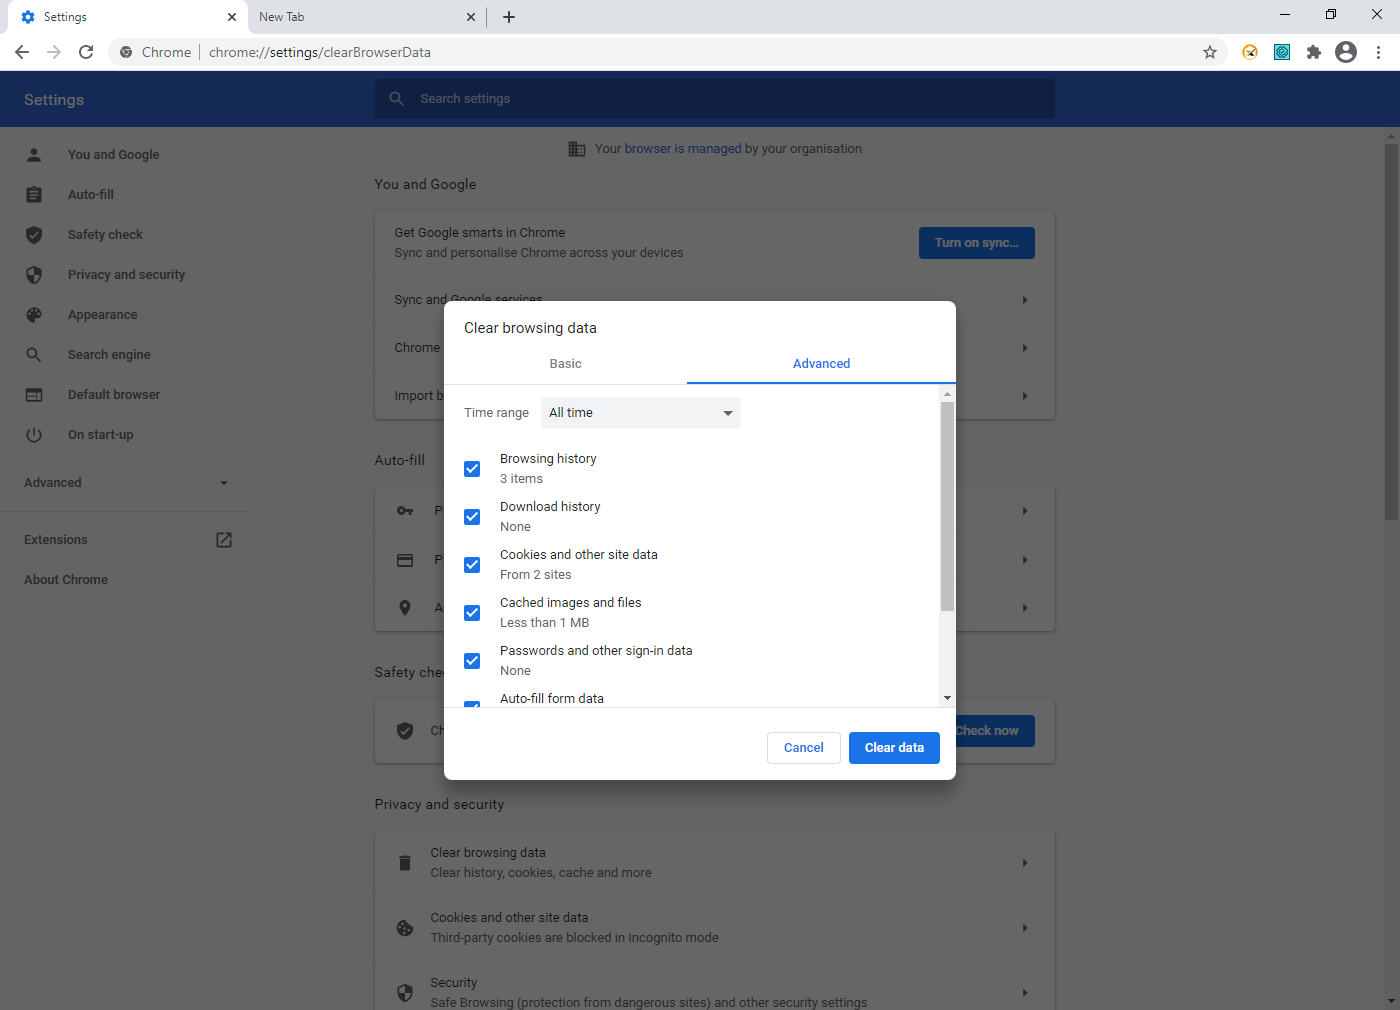 Settings
New Tab
Chrome
chrome://settings/clearBrowserData
Settings
Search settings
You and Google
Auto-fill
Safety check
Privacy and security
Appearance
Search engine
Default browser
On start-up
Advanced
Extensions
About Chrome
Your browser is managed by your organisation
You and Google
Get Google smarts in Chrome
Sync and personalise Chrome across your devices
Turn on sync...
Sync and Google services
Chrome
Import b
Auto-fill
P
P
A
Safety chec
Ch
Check now
Clear browsing data
Basic
Advanced
Time range
All time
Browsing history
3 items
Download history
None
Cookies and other site data
From 2 sites
Cached images and files
Less than 1 MB
Passwords and other sign-in data
None
Auto-fill form data
Cancel
Clear data
Privacy and security
Clear browsing data
Clear history, cookies, cache and more
Cookies and other site data
Third-party cookies are blocked in Incognito mode
Security
Safe Browsing (protection from dangerous sites) and other security settings